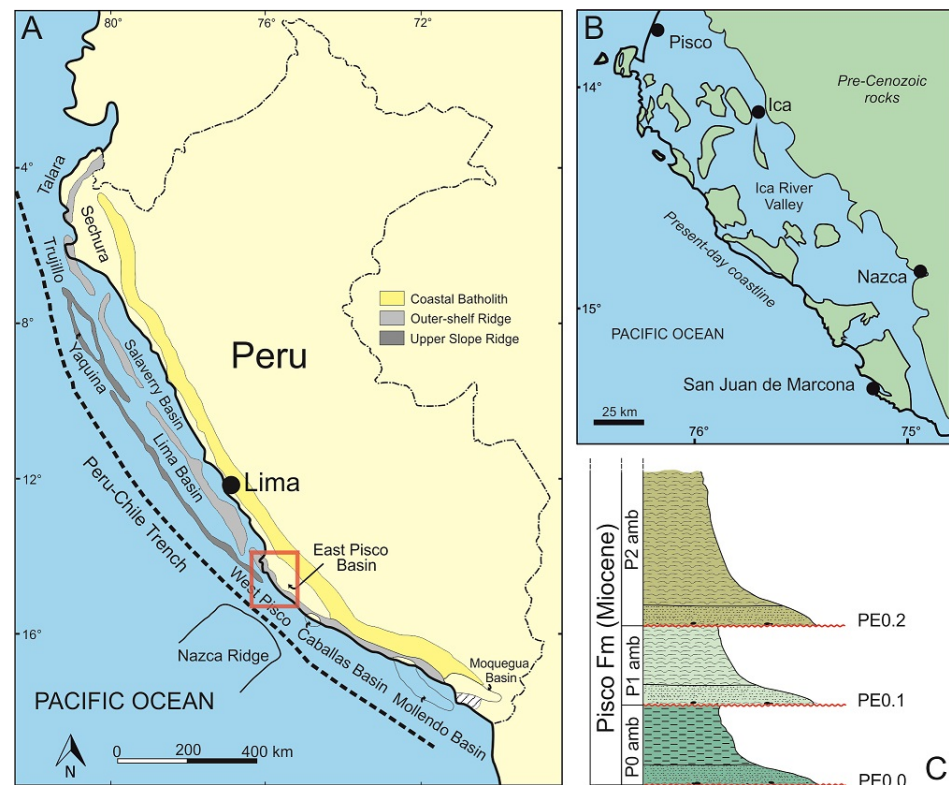 A
80°
76°
72°
4°
8°
12°
16°
Talara
Sechura
Trujillo
Yaquina
Salaverry Basin
Lima Basin
Peru-Chile Trench
Peru
Coastal Batholith
Outer-shelf Ridge
Upper Slope Ridge
Lima
East Pisco
Basin
West Pisco
Caballas Basin
Nazca Ridge
Moquegua
Basin
Mollendo Basin
PACIFIC OCEAN
N
0 200 400 km
B
Pisco
14°
Ica
Pre-Cenozoic
rocks
Ica River
Valley
Present-day coastline
Nazca
15°
PACIFIC OCEAN
San Juan de Marcona
25 km
76°
75°
Pisco Fm (Miocene)
P2 amb
P1 amb
P0 amb
PE0.2
PE0.1
PE0.0
C